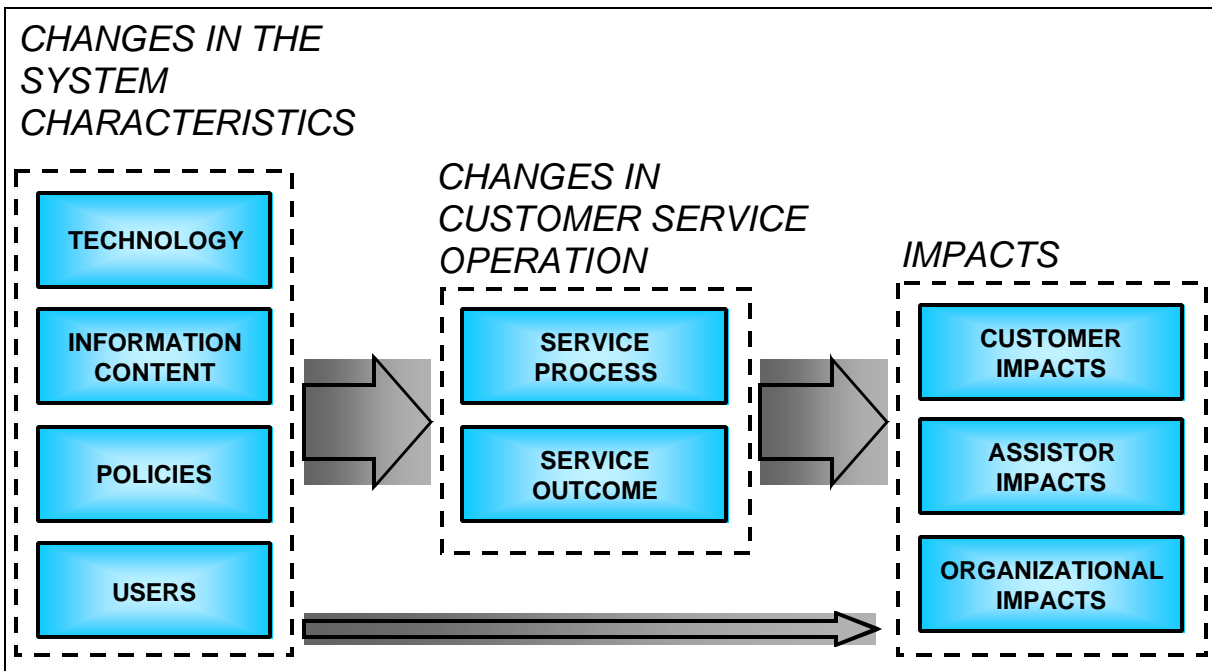 CHANGES IN THE
SYSTEM
CHARACTERISTICS
TECHNOLOGY
INFORMATION
CONTENT
POLICIES
USERS
CHANGES IN
CUSTOMER SERVICE
OPERATION
SERVICE
PROCESS
SERVICE
OUTCOME
IMPACTS
CUSTOMER
IMPACTS
ASSISTOR
IMPACTS
ORGANIZATIONAL
IMPACTS